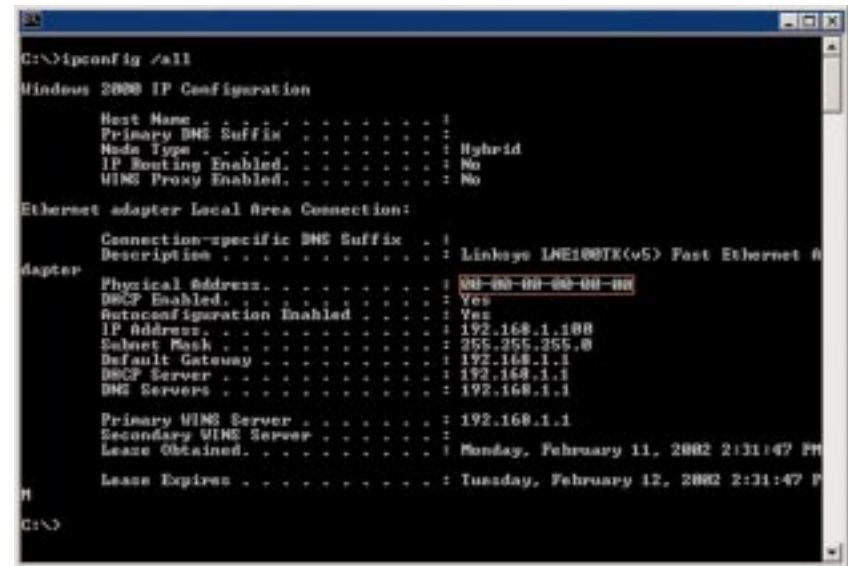 C:\>ipconfig /all
Windows 2000 IP Configuration
Host Name . . . . . . . . . . . . :
Primary DNS Suffix . . . . . . . :
Node Type . . . . . . . . . . . . : Hybrid
IP Routing Enabled. . . . . . . . : No
WINS Proxy Enabled. . . . . . . . : No
Ethernet adapter Local Area Connection:
Connection-specific DNS Suffix . :
Description . . . . . . . . . . . : Linksys LNE100TX(v5) Fast Ethernet A
dapter
Physical Address. . . . . . . . . : 00-00-00-00-00-00
DHCP Enabled. . . . . . . . . . . : Yes
Autoconfiguration Enabled . . . . : Yes
IP Address. . . . . . . . . . . . : 192.168.1.100
Subnet Mask . . . . . . . . . . . : 255.255.255.0
Default Gateway . . . . . . . . . : 192.168.1.1
DHCP Server . . . . . . . . . . . : 192.168.1.1
DNS Servers . . . . . . . . . . . : 192.168.1.1
Primary WINS Server . . . . . . . : 192.168.1.1
Secondary WINS Server . . . . . . :
Lease Obtained. . . . . . . . . . : Monday, February 11, 2002 2:31:47 PM
Lease Expires . . . . . . . . . . : Tuesday, February 12, 2002 2:31:47 P
M
C:\>